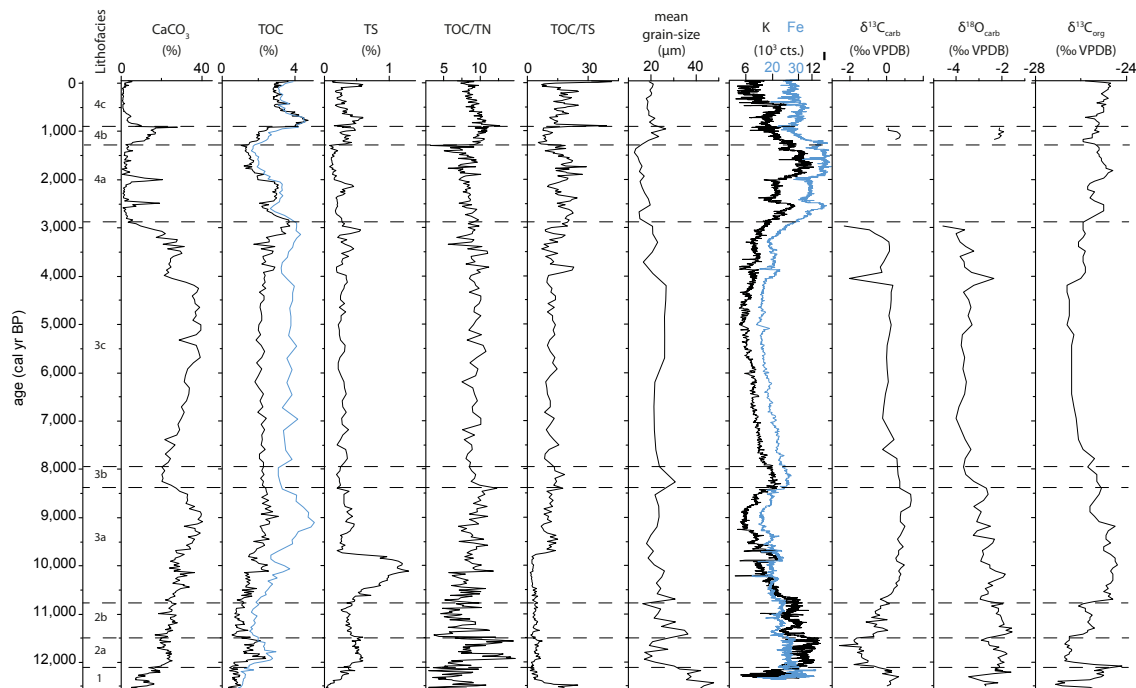 Lithofacies
CaCO3
(%)
TOC
(%)
TS
(%)
TOC/TN
TOC/TS
mean
grain-size
(μm)
K Fe
(10³ cts.)
δ¹³Ccarb
(‰ VPDB)
δ¹⁸Ocarb
(‰ VPDB)
δ¹³Corg
(‰ VPDB)
0 20 40
0 2 4
0 1
5 10
0 10 30
0 20 40
6 12
20 30
-2 0
-4 -2
-28 -24
age (cal yr BP)
0
1,000
2,000
3,000
4,000
5,000
6,000
7,000
8,000
9,000
10,000
11,000
12,000
4c
4b
4a
3c
3b
3a
2b
2a
1